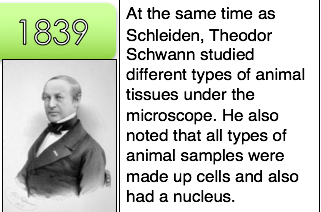 1839
At the same time as
Schleiden, Theodor
Schwann studied
different types of animal
tissues under the
microscope. He also
noted that all types of
animal samples were
made up cells and also
had a nucleus.